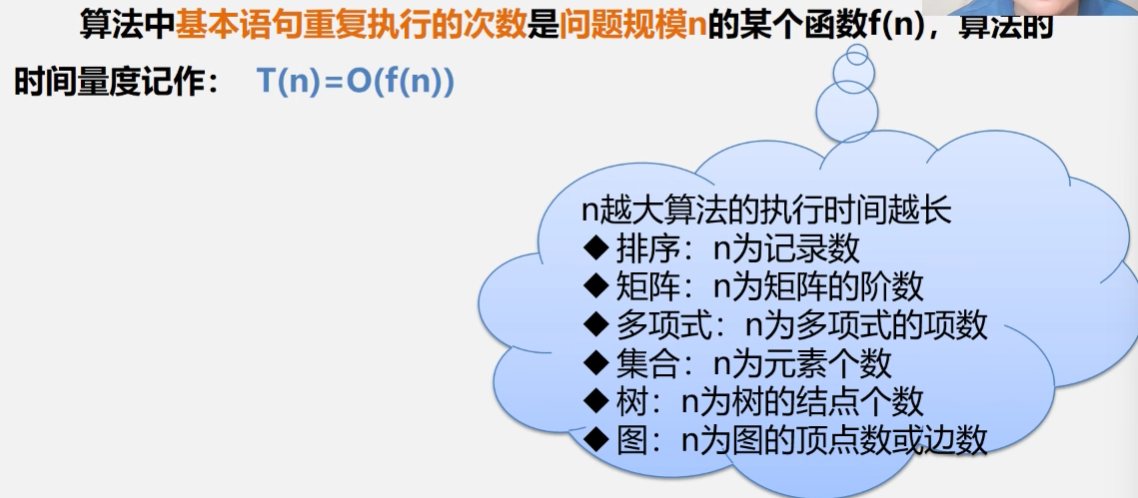 算法中基本语句重复执行的次数是问题规模n的某个函数f(n)，算法的
时间量度记作： T(n)=O(f(n))
n越大算法的执行时间越长
◆ 排序：n为记录数
◆ 矩阵：n为矩阵的阶数
◆ 多项式：n为多项式的项数
◆ 集合：n为元素个数
◆ 树：n为树的结点个数
◆ 图：n为图的顶点数或边数